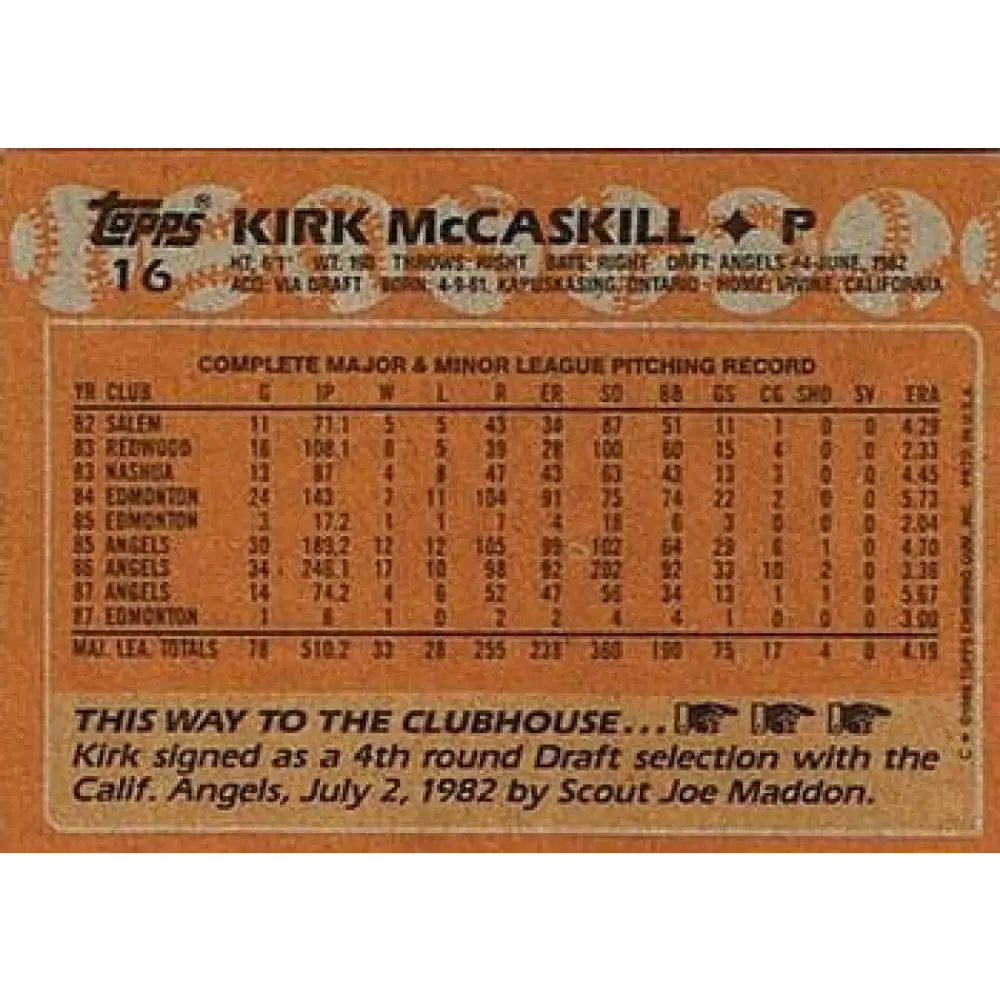 Topps® KIRK McCASKILL ✦ P
16 HT. 6'1" WT. 190 THROWS: RIGHT BATS: RIGHT DRAFT: ANGELS #4-JUNE, 1982
ACQ: VIA DRAFT BORN: 4-9-61, KAPUSKASING, ONTARIO HOME: IRVINE, CALIFORNIA
COMPLETE MAJOR & MINOR LEAGUE PITCHING RECORD
YR CLUB G IP W L R ER SO BB GS CG SHO SV ERA
82 SALEM 11 71.1 5 5 43 34 87 51 11 1 0 0 4.29
83 REDWOOD 16 108.1 6 5 39 28 100 60 15 4 0 0 2.33
83 NASHUA 13 87 4 8 47 43 63 43 13 3 0 0 4.45
84 EDMONTON 24 143 7 11 104 91 75 74 22 2 0 0 5.73
85 EDMONTON 3 17.2 1 1 7 4 18 6 3 0 0 0 2.04
85 ANGELS 30 189.2 12 12 105 99 102 64 29 6 1 0 4.70
86 ANGELS 34 246.1 17 10 98 92 202 92 33 10 2 0 3.36
87 ANGELS 14 74.2 4 6 52 47 56 34 13 1 1 0 5.67
87 EDMONTON 1 6 1 0 2 2 4 4 1 0 0 0 3.00
MAJ. LEA. TOTALS 78 510.2 33 28 255 238 360 190 75 17 4 0 4.19
THIS WAY TO THE CLUBHOUSE...
Kirk signed as a 4th round Draft selection with the
Calif. Angels, July 2, 1982 by Scout Joe Maddon.
TOPPS CHEWING GUM, INC. PRTD. IN U.S.A.